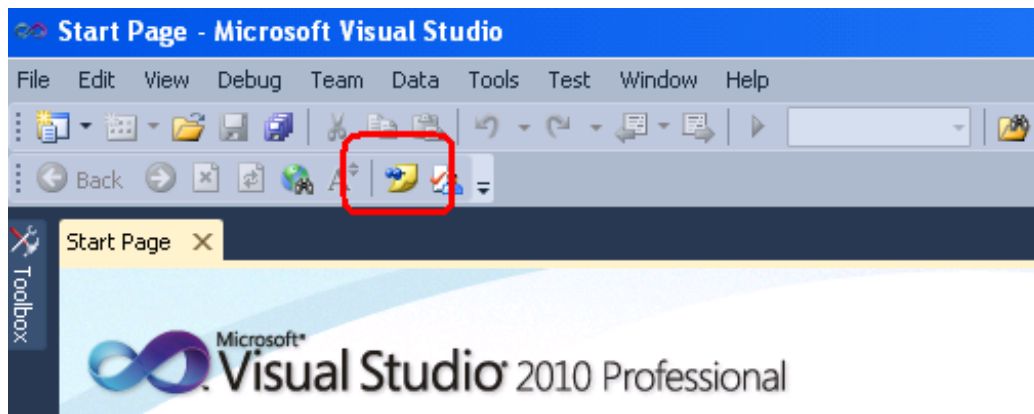 Start Page - Microsoft Visual Studio
File Edit View Debug Team Data Tools Test Window Help
Back
Start Page
Toolbox
Microsoft
Visual Studio 2010 Professional